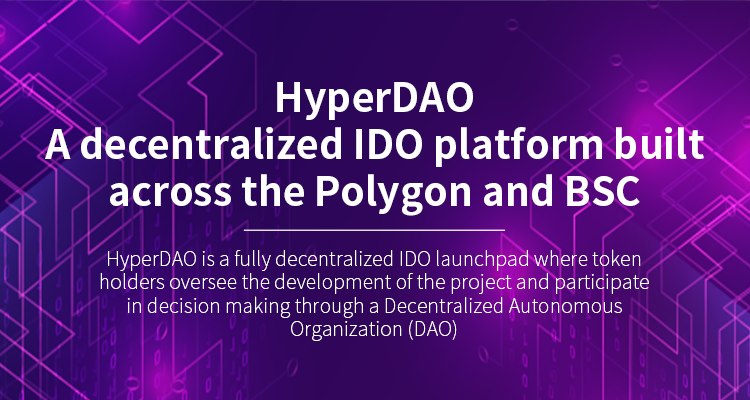 HyperDAO
A decentralized IDO platform built
across the Polygon and BSC
HyperDAO is a fully decentralized IDO launchpad where token
holders oversee the development of the project and participate
in decision making through a Decentralized Autonomous
Organization (DAO)